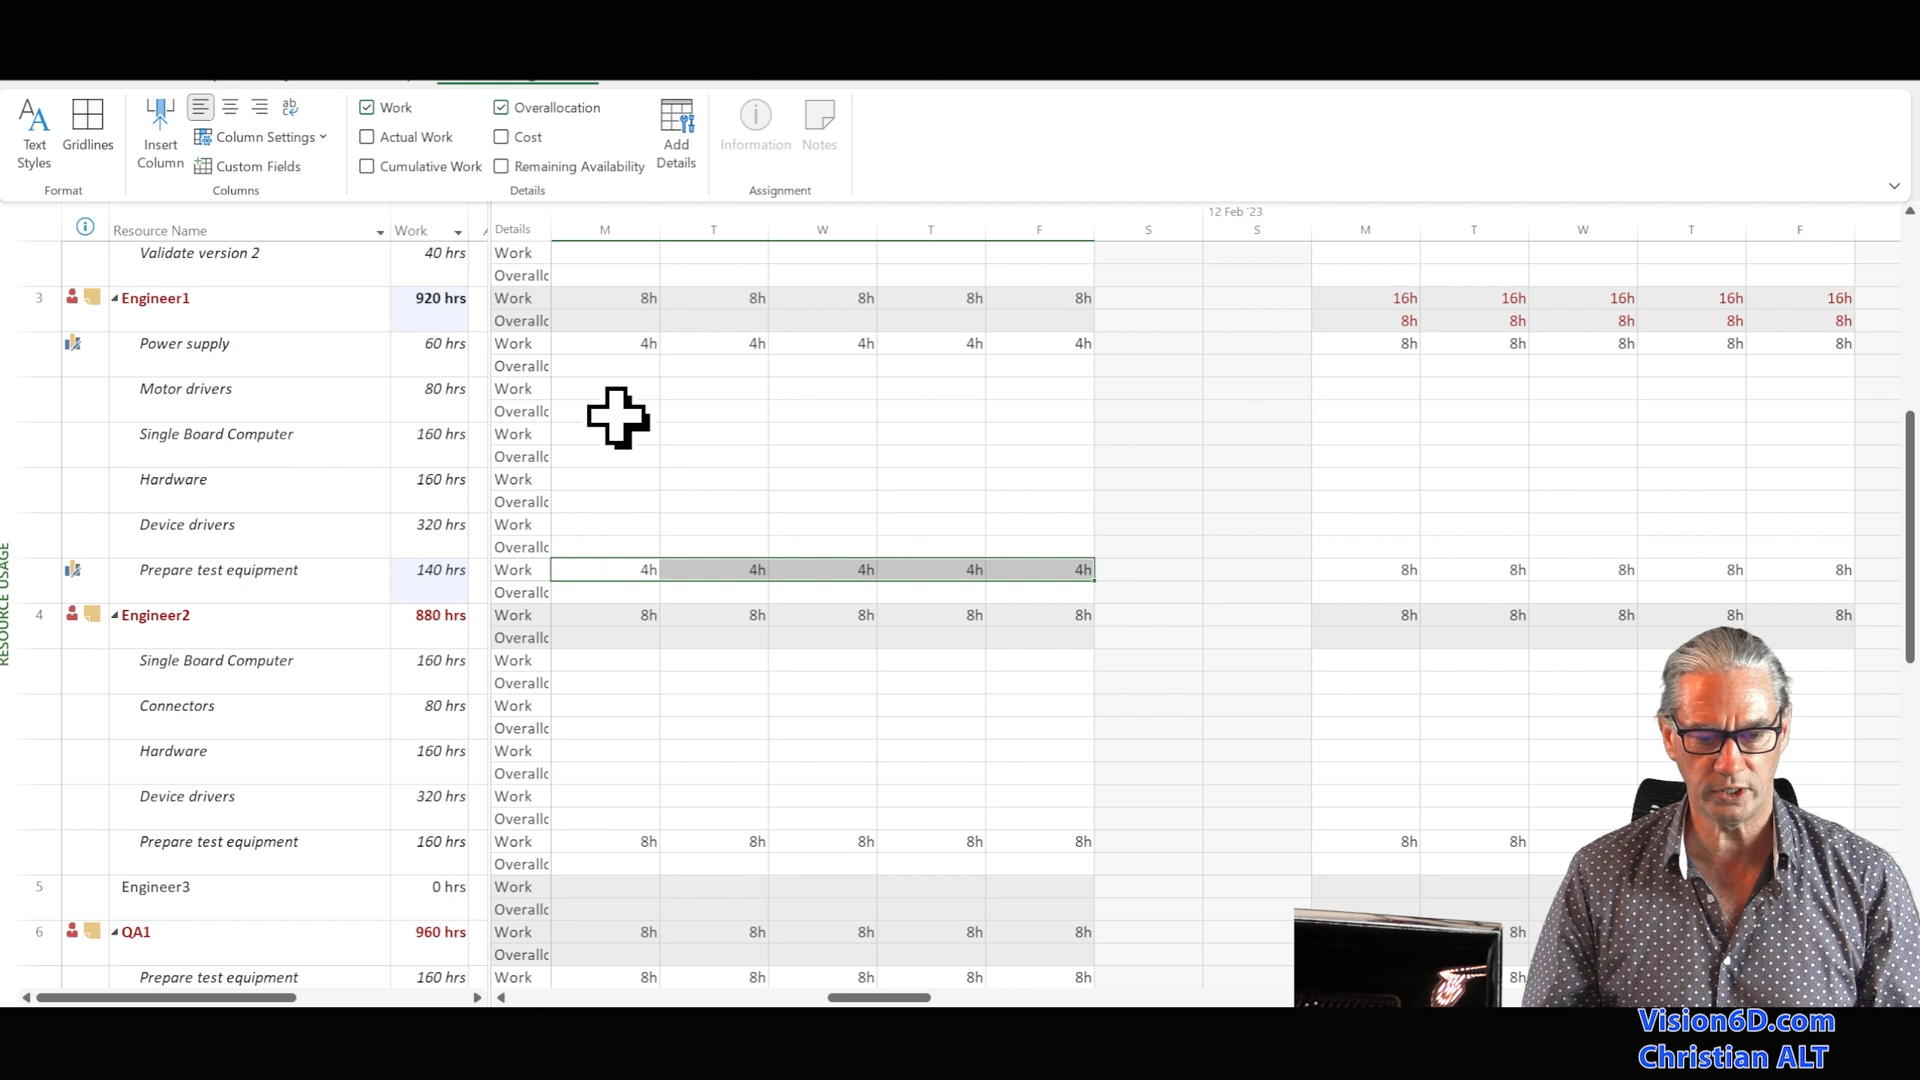 Text Styles
Gridlines
Format
Insert Column
Column Settings
Custom Fields
Columns
Work
Actual Work
Cumulative Work
Overallocation
Cost
Remaining Availability
Add Details
Details
Information
Notes
Assignment
12 Feb '23
Resource Name Work Details M T W T F S S M T W T F
Validate version 2 40 hrs Work
Overallc
3 Engineer1 920 hrs Work 8h 8h 8h 8h 8h 16h 16h 16h 16h 16h
Overallc 8h 8h 8h 8h 8h
Power supply 60 hrs Work 4h 4h 4h 4h 4h 8h 8h 8h 8h 8h
Overallc
Motor drivers 80 hrs Work
Overallc
Single Board Computer 160 hrs Work
Overallc
Hardware 160 hrs Work
Overallc
Device drivers 320 hrs Work
Overallc
Prepare test equipment 140 hrs Work 4h 4h 4h 4h 4h 8h 8h 8h 8h 8h
Overallc
4 Engineer2 880 hrs Work 8h 8h 8h 8h 8h 8h 8h 8h 8h 8h
Overallc
Single Board Computer 160 hrs Work
Overallc
Connectors 80 hrs Work
Overallc
Hardware 160 hrs Work
Overallc
Device drivers 320 hrs Work
Overallc
Prepare test equipment 160 hrs Work 8h 8h 8h 8h 8h 8h 8h
Overallc
5 Engineer3 0 hrs Work
Overallc
6 QA1 960 hrs Work 8h 8h 8h 8h 8h 8h
Overallc
Prepare test equipment 160 hrs Work 8h 8h 8h 8h 8h 8h
RESOURCE USAGE
Vision6D.com
Christian ALT